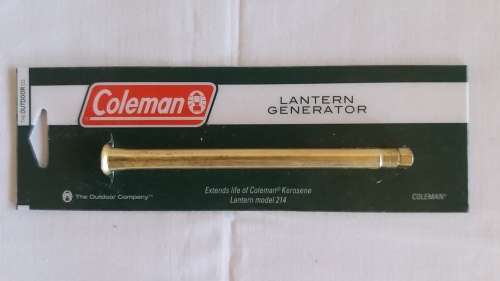 THE OUTDOOR CO.
Coleman
LANTERN
GENERATOR
Extends life of Coleman® Kerosene
Lantern model 214
The Outdoor Company™
COLEMAN®